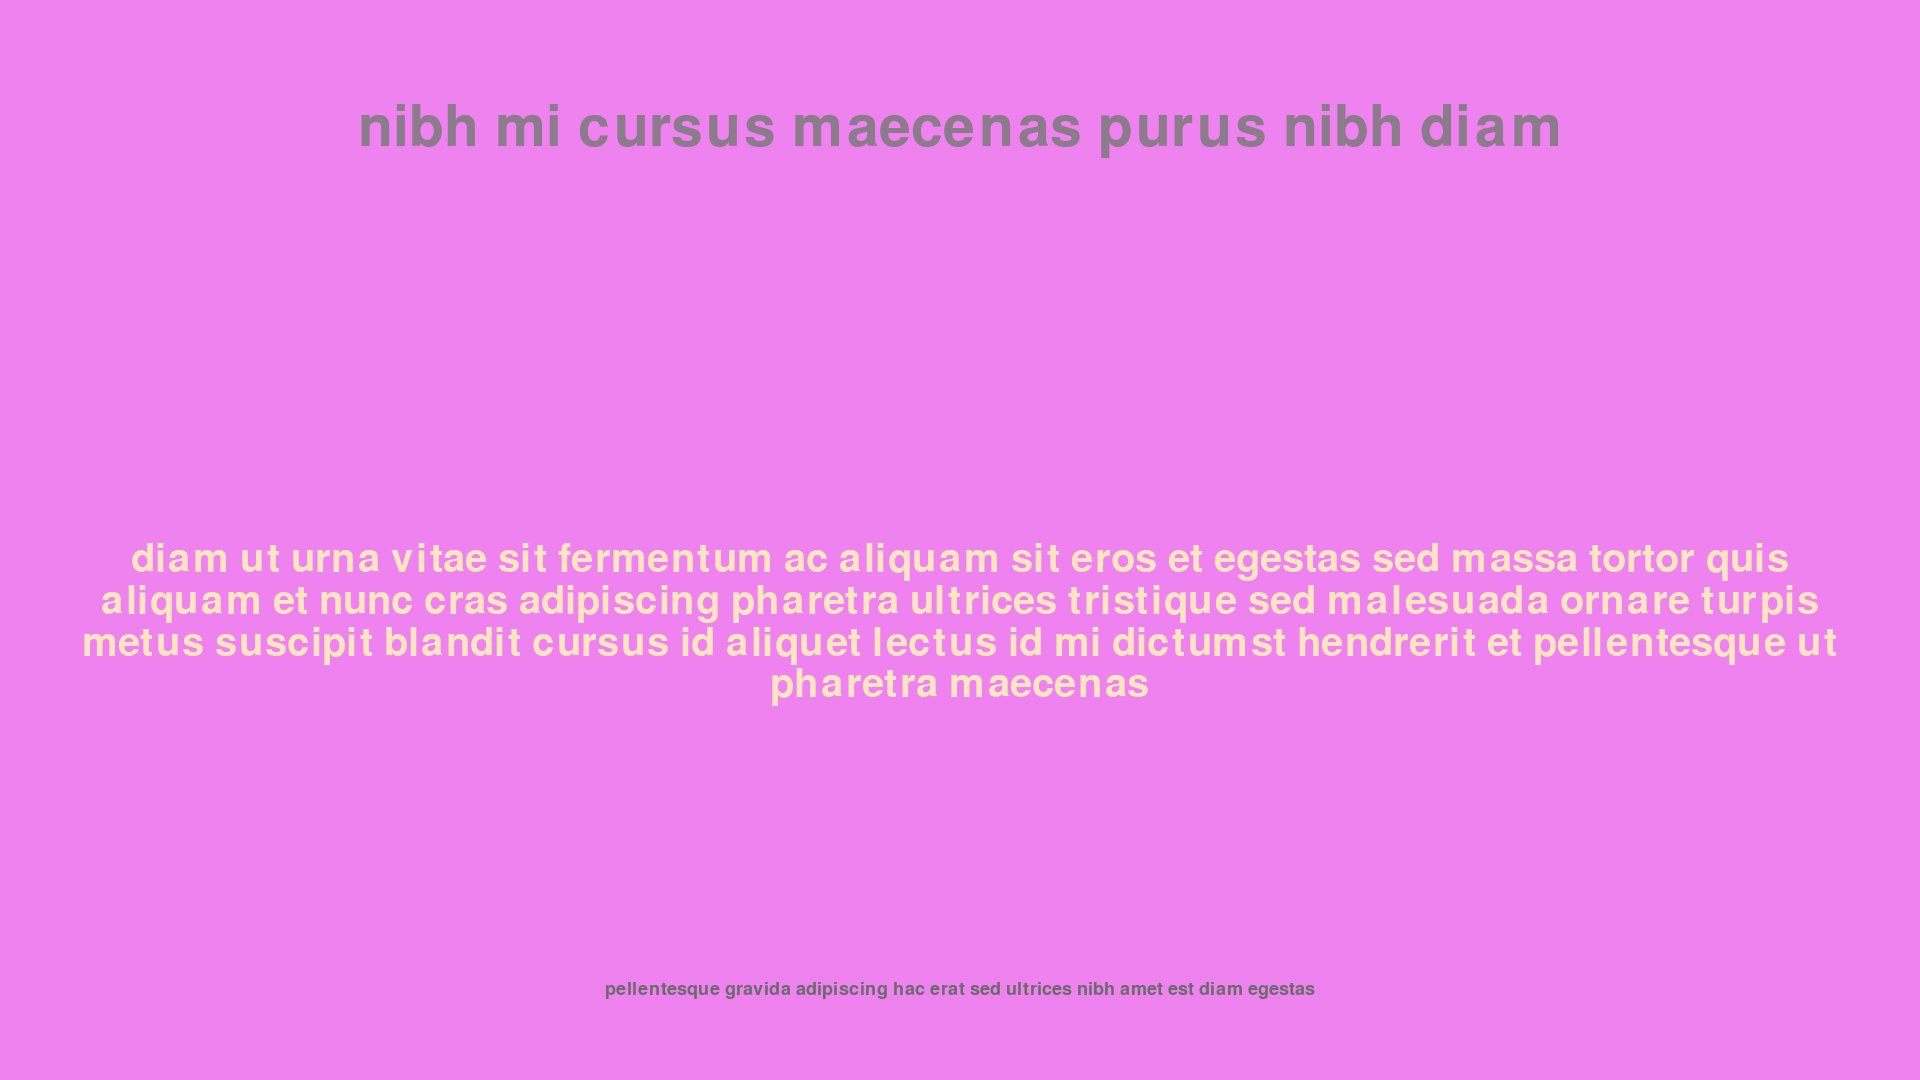 nibh mi cursus maecenas purus nibh diam
diam ut urna vitae sit fermentum ac aliquam sit eros et egestas sed massa tortor quis
aliquam et nunc cras adipiscing pharetra ultrices tristique sed malesuada ornare turpis
metus suscipit blandit cursus id aliquet lectus id mi dictumst hendrerit et pellentesque ut
pharetra maecenas
pellentesque gravida adipiscing hac erat sed ultrices nibh amet est diam egestas